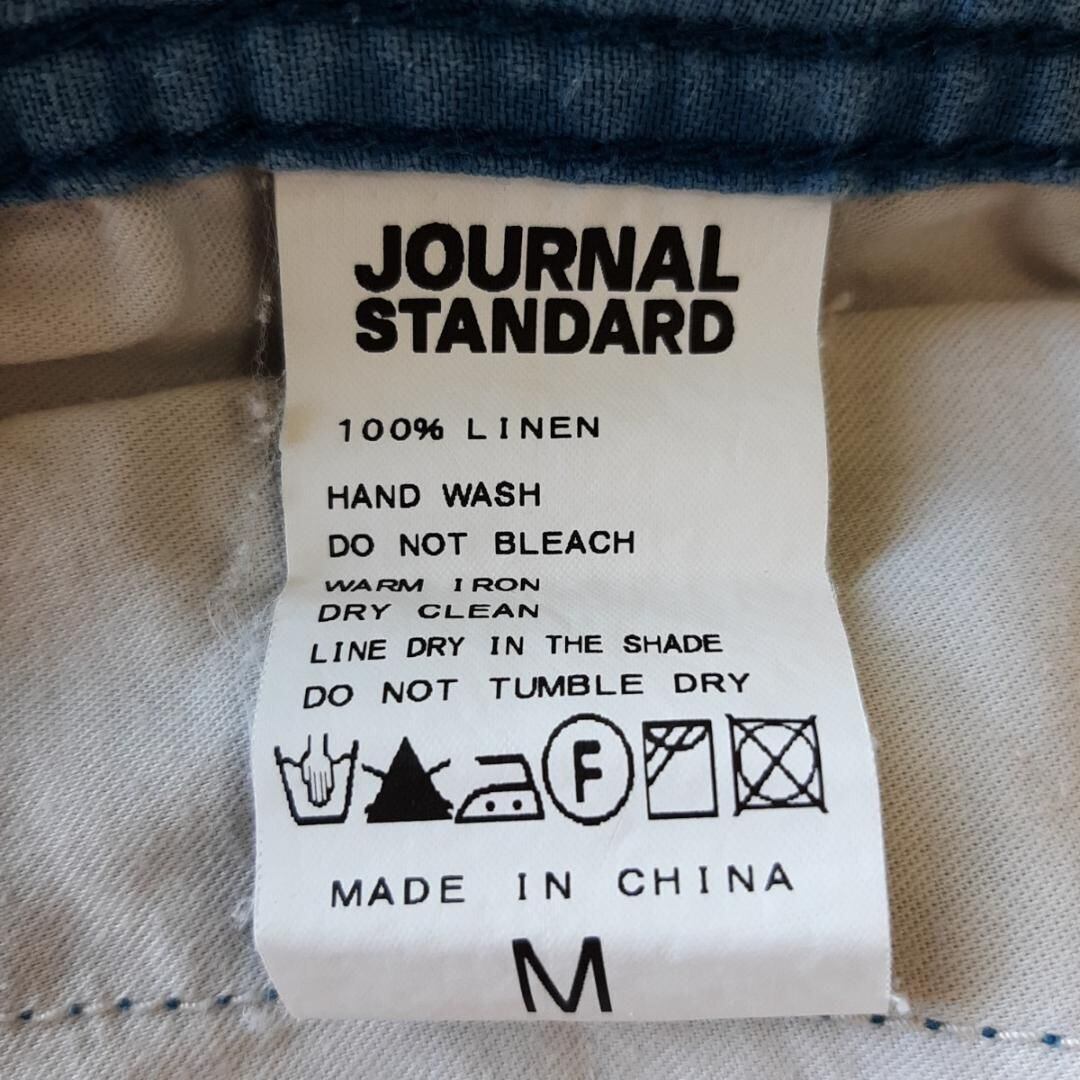 JOURNAL
STANDARD
100% LINEN
HAND WASH
DO NOT BLEACH
WARM IRON
DRY CLEAN
LINE DRY IN THE SHADE
DO NOT TUMBLE DRY
F
MADE IN CHINA
M